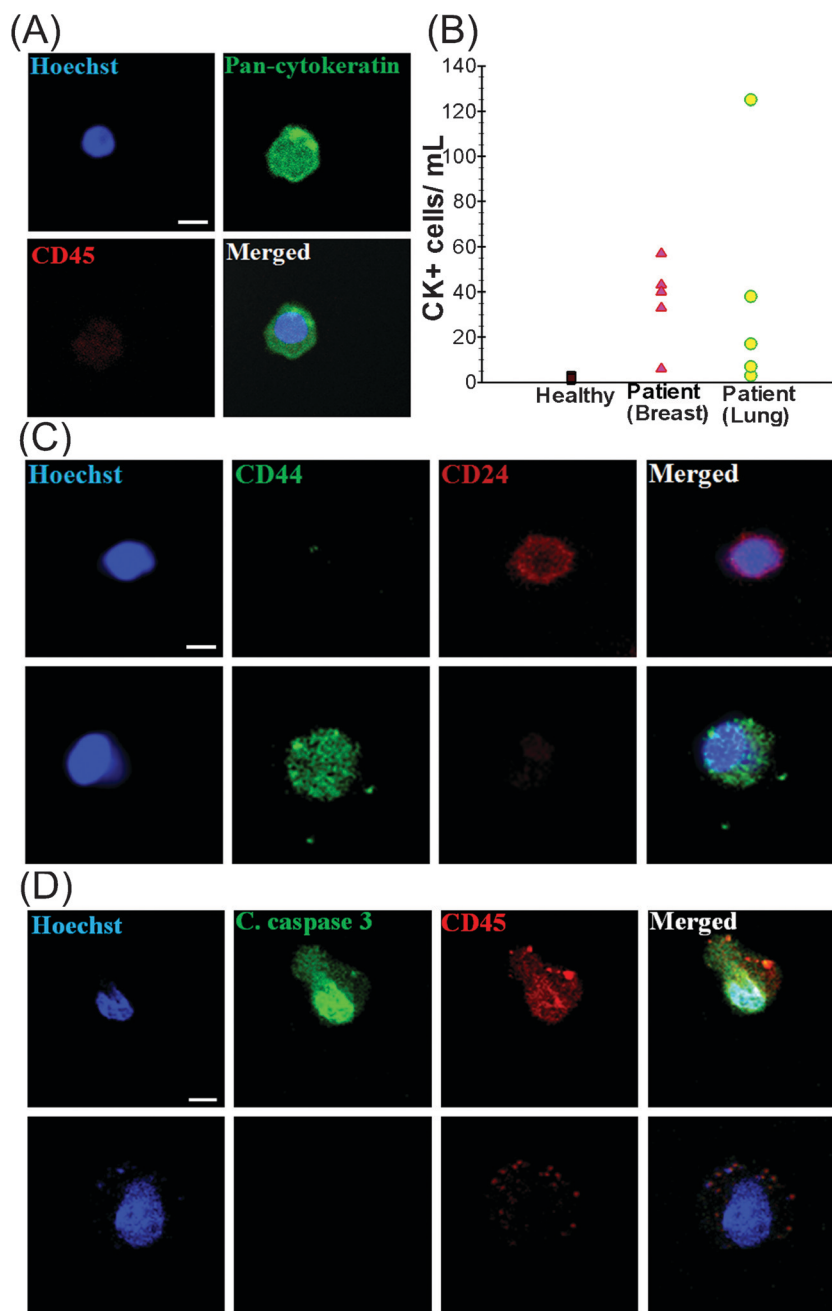 (A)
Hoechst
Pan-cytokeratin
CD45
Merged
(B)
140
120
100
80
60
40
20
0
CK+ cells/ mL
Healthy
Patient
(Breast)
Patient
(Lung)
(C)
Hoechst
CD44
CD24
Merged
(D)
Hoechst
C. caspase 3
CD45
Merged